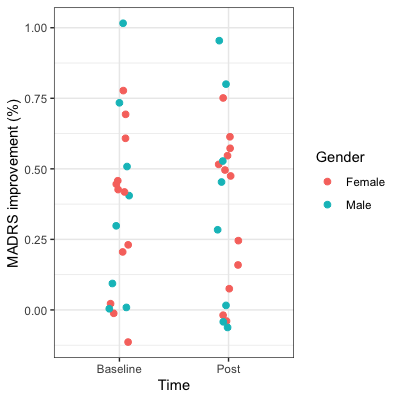 1.00
0.75
0.50
0.25
0.00
MADRS improvement (%)
Baseline
Post
Time
Gender
Female
Male